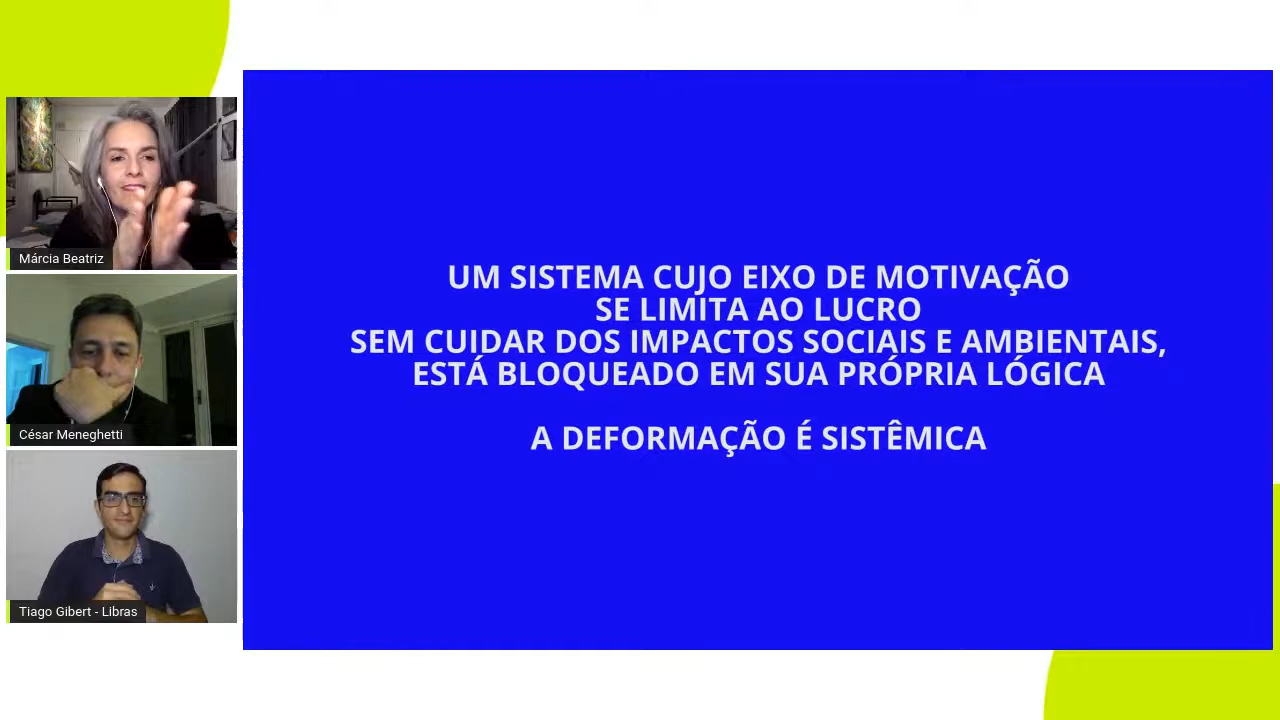 Márcia Beatriz
César Meneghetti
Tiago Gibert - Libras
UM SISTEMA CUJO EIXO DE MOTIVAÇÃO
SE LIMITA AO LUCRO
SEM CUIDAR DOS IMPACTOS SOCIAIS E AMBIENTAIS,
ESTÁ BLOQUEADO EM SUA PRÓPRIA LÓGICA
A DEFORMAÇÃO É SISTÊMICA